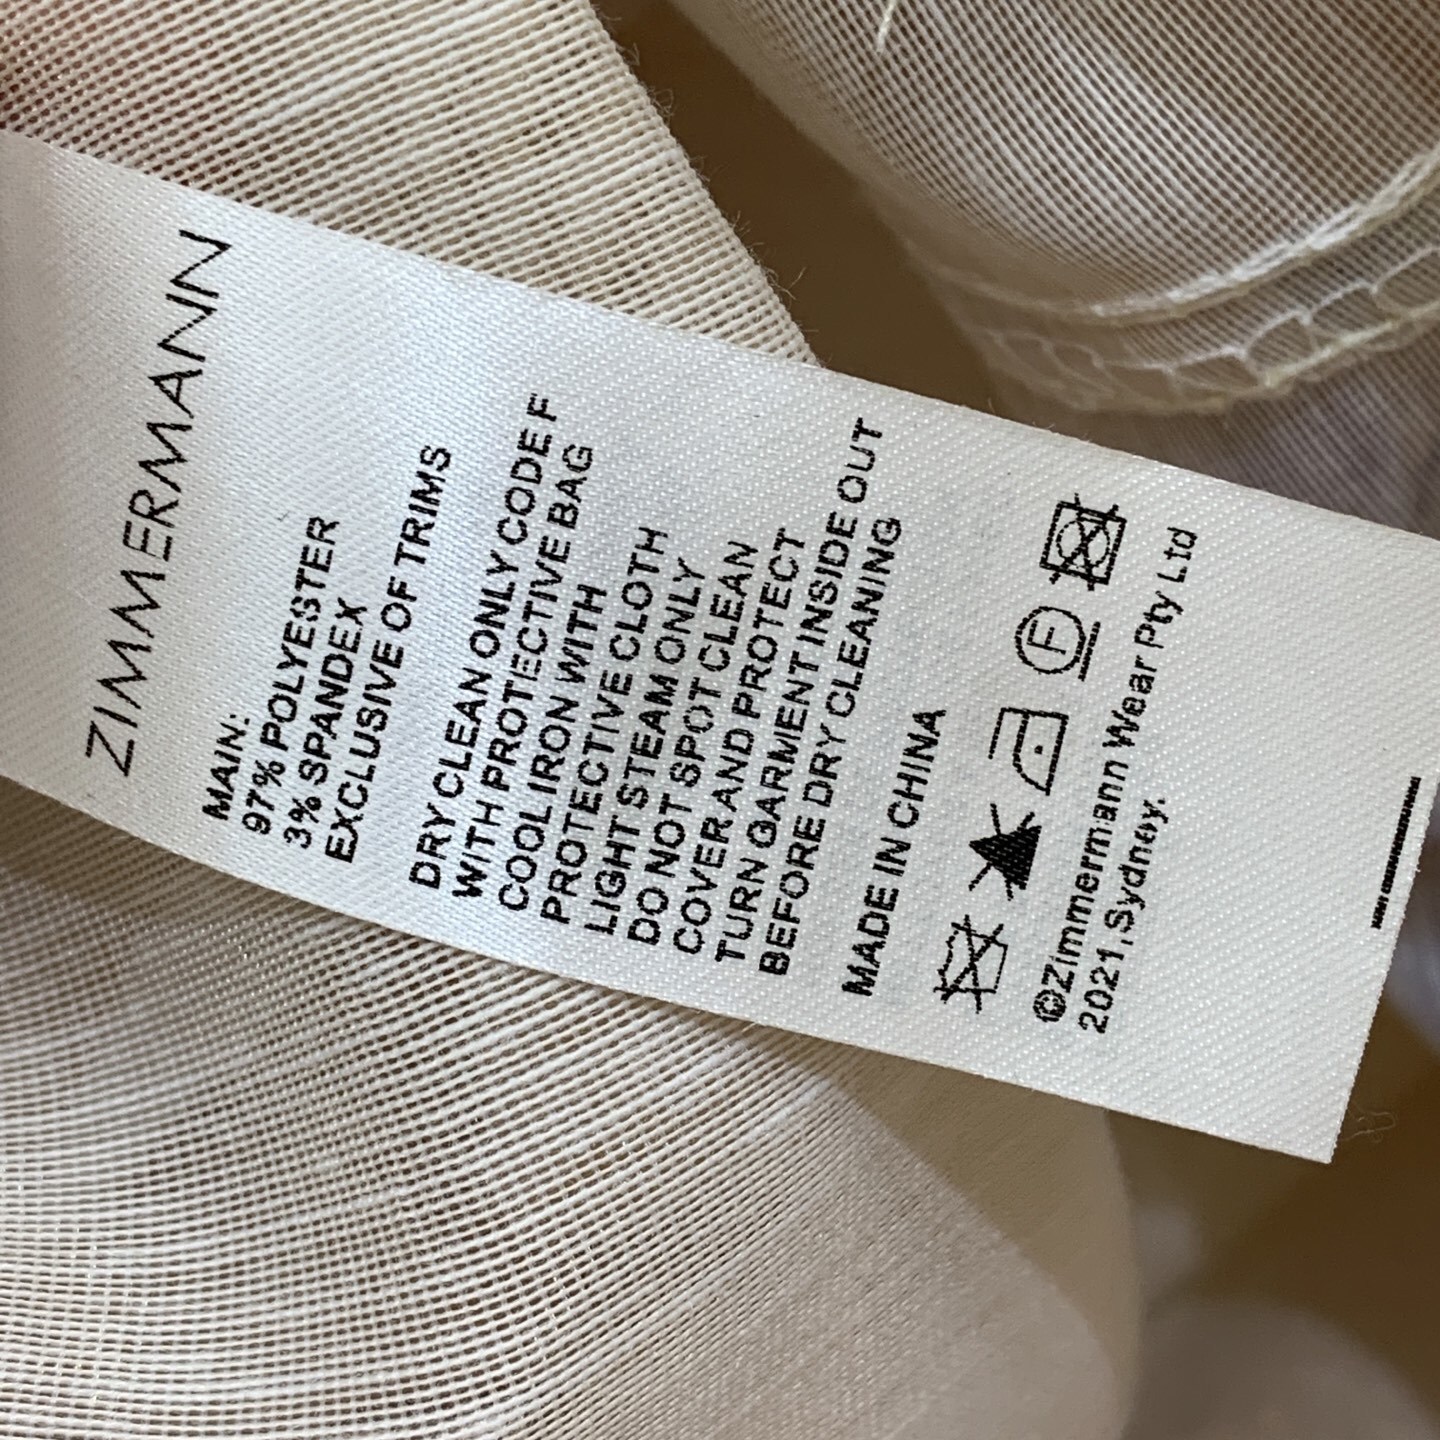 ZIMMERMANN
MAIN:
97% POLYESTER
3% SPANDEX
EXCLUSIVE OF TRIMS
DRY CLEAN ONLY CODE F
WITH PROTECTIVE BAG
COOL IRON WITH
PROTECTIVE CLOTH
LIGHT STEAM ONLY
DO NOT SPOT CLEAN
COVER AND PROTECT
TURN GARMENT INSIDE OUT
BEFORE DRY CLEANING
MADE IN CHINA
F
©Zimmermann Wear Pty Ltd
2021,Sydney.